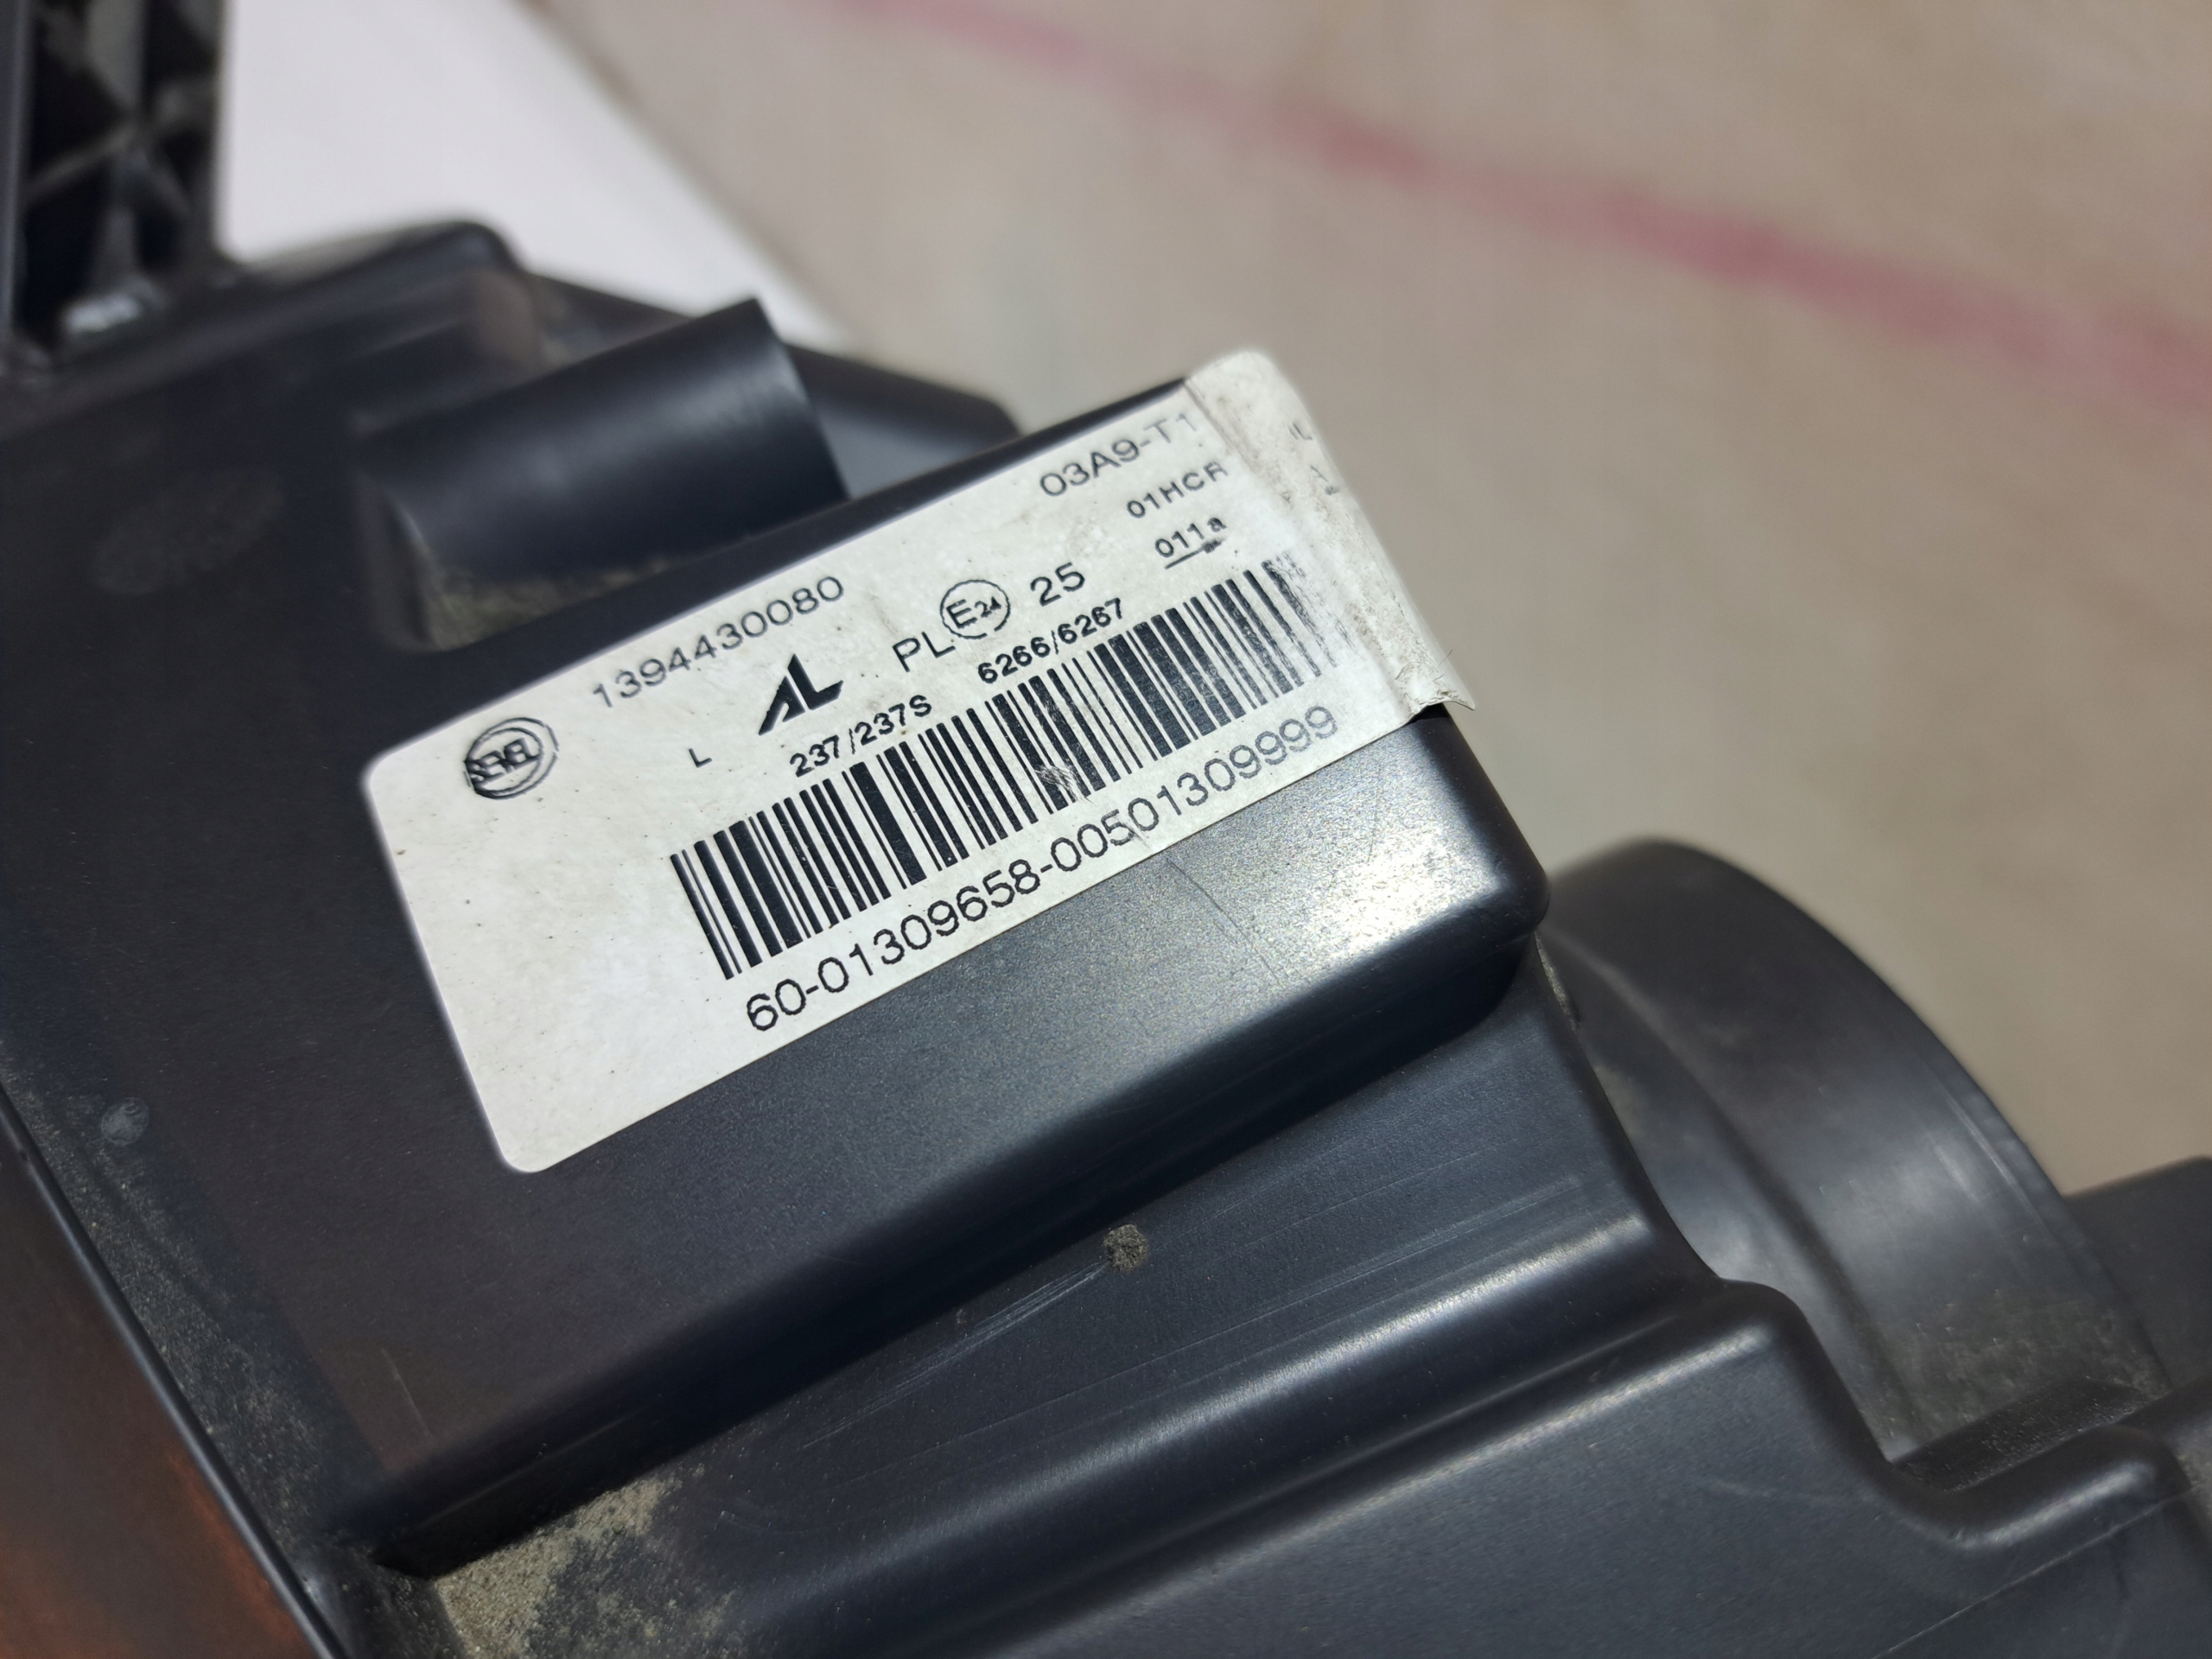 1394430080 03A9-T1
SEVEL L AL PL E24 25 01HCR
011a
237/237S 6266/6267
60-01309658-00501309999